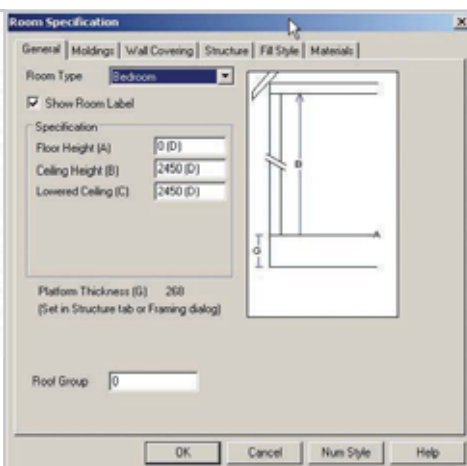 Room Specification
General Moldings Wall Covering Structure Fill Style Materials
Room Type Bedroom
Show Room Label
Specification
Floor Height (A) 0 (D)
Ceiling Height (B) 2450 (D)
Lowered Ceiling (C) 2450 (D)
D
A
G
Platform Thickness (G) 268
(Set in Structure tab or Framing dialog)
Roof Group 0
OK Cancel Num Style Help